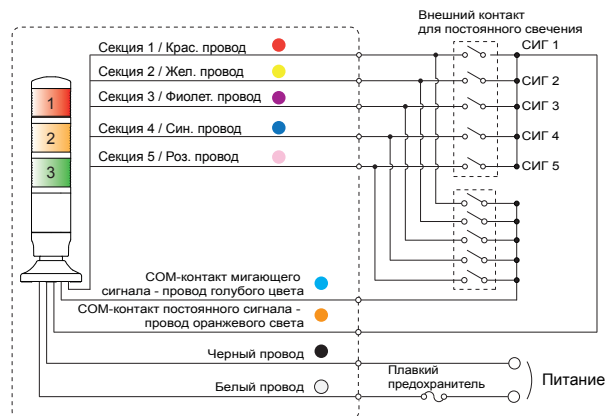 Внешний контакт
для постоянного свечения
Секция 1 / Крас. провод
СИГ 1
Секция 2 / Жел. провод
СИГ 2
Секция 3 / Фиолет. провод
СИГ 3
Секция 4 / Син. провод
СИГ 4
Секция 5 / Роз. провод
СИГ 5
1
2
3
COM-контакт мигающего
сигнала - провод голубого цвета
COM-контакт постоянного сигнала -
провод оранжевого света
Черный провод
Белый провод
Плавкий
предохранитель
Питание